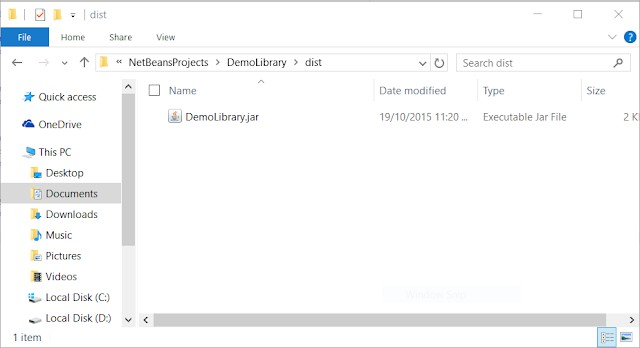 dist
File Home Share View
« NetBeansProjects > DemoLibrary > dist Search dist
Name Date modified Type Size
DemoLibrary.jar 19/10/2015 11:20 ... Executable Jar File 2 K
Quick access
OneDrive
This PC
Desktop
Documents
Downloads
Music
Pictures
Videos
Local Disk (C:)
Local Disk (D:)
1 item